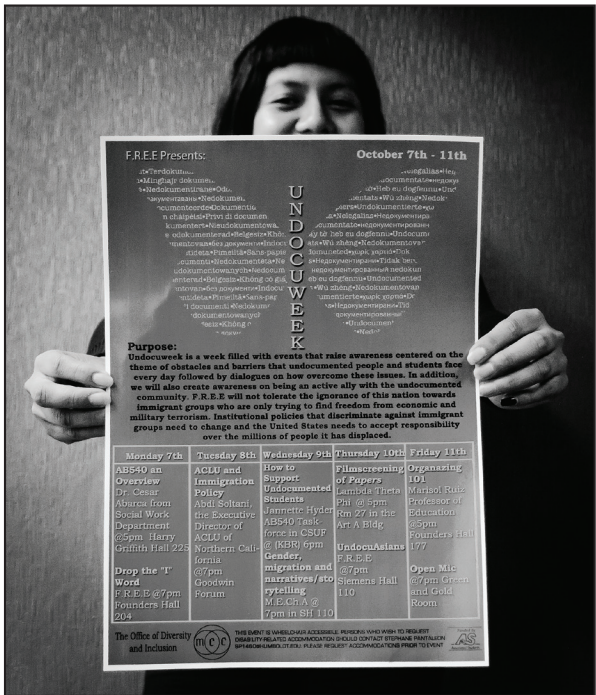 F.R.E.E Presents:
October 7th - 11th
UNDOCUWEEK
Purpose:
Undocuweek is a week filled with events that raise awareness centered on the
theme of obstacles and barriers that undocumented people and students face
every day followed by dialogues on how overcome these issues. In addition,
we will also create awareness on being an active ally with the undocumented
community. F.R.E.E will not tolerate the ignorance of this nation towards
immigrant groups who are only trying to find freedom from economic and
military terrorism. Institutional policies that discriminate against immigrant
groups need to change and the United States needs to accept responsibility
over the millions of people it has displaced.
Monday 7th
AB540 an
Overview
Dr. Cesar
Abarca from
Social Work
Department
@5pm Harry
Griffith Hall 225
Drop the "I"
Word
F.R.E.E @7pm
Founders Hall
204
Tuesday 8th
ACLU and
Immigration
Policy
Abdi Soltani,
the Executive
Director of
ACLU of
Northern Cali-
fornia
@7pm
Goodwin
Forum
Wednesday 9th
How to
Support
Undocumented
Students
Jannette Hyder
AB540 Task-
force in CSUF
@ (KBR) 6pm
Gender,
migration and
narratives/sto
rytelling
M.E.Ch.A @
7pm in SH 110
Thursday 10th
Filmscreening
of Papers
Lambda Theta
Phi @ 5pm
Rm 27 in the
Art A Bldg
UndocuAsians
F.R.E.E
@7pm
Siemens Hall
110
Friday 11th
Organazing
101
Marisol Ruiz
Professor of
Education
@5pm
Founders Hall
177
Open Mic
@7pm Green
and Gold
Room
The Office of Diversity
and Inclusion
mcc
THIS EVENT IS WHEELCHAIR ACCESSIBLE. PERSONS WHO WISH TO REQUEST
DISABILITY-RELATED ACCOMMODATION SHOULD CONTACT STEPHANE PANTALEON
PLEASE REQUEST ACCOMMODATIONS PRIOR TO EVENT
AS